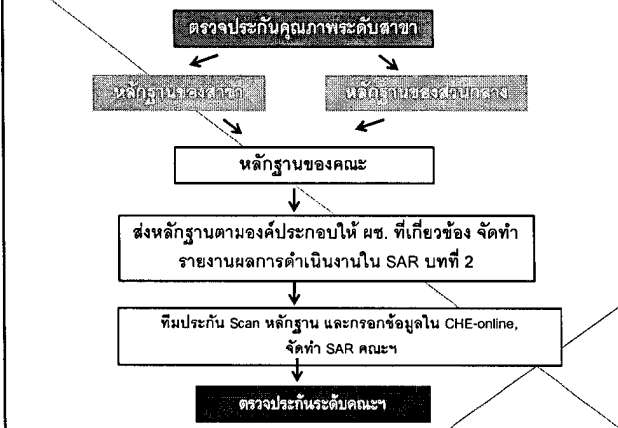 ตรวจประกันคุณภาพระดับสาขา
หลักฐานของสาขา
หลักฐานของส่วนกลาง
หลักฐานของคณะ
ส่งหลักฐานตามองค์ประกอบให้ ผช. ที่เกี่ยวข้อง จัดทำ
รายงานผลการดำเนินงานใน SAR บทที่ 2
ทีมประกัน Scan หลักฐาน และกรอกข้อมูลใน CHE-online,
จัดทำ SAR คณะฯ
ตรวจประกันระดับคณะฯ